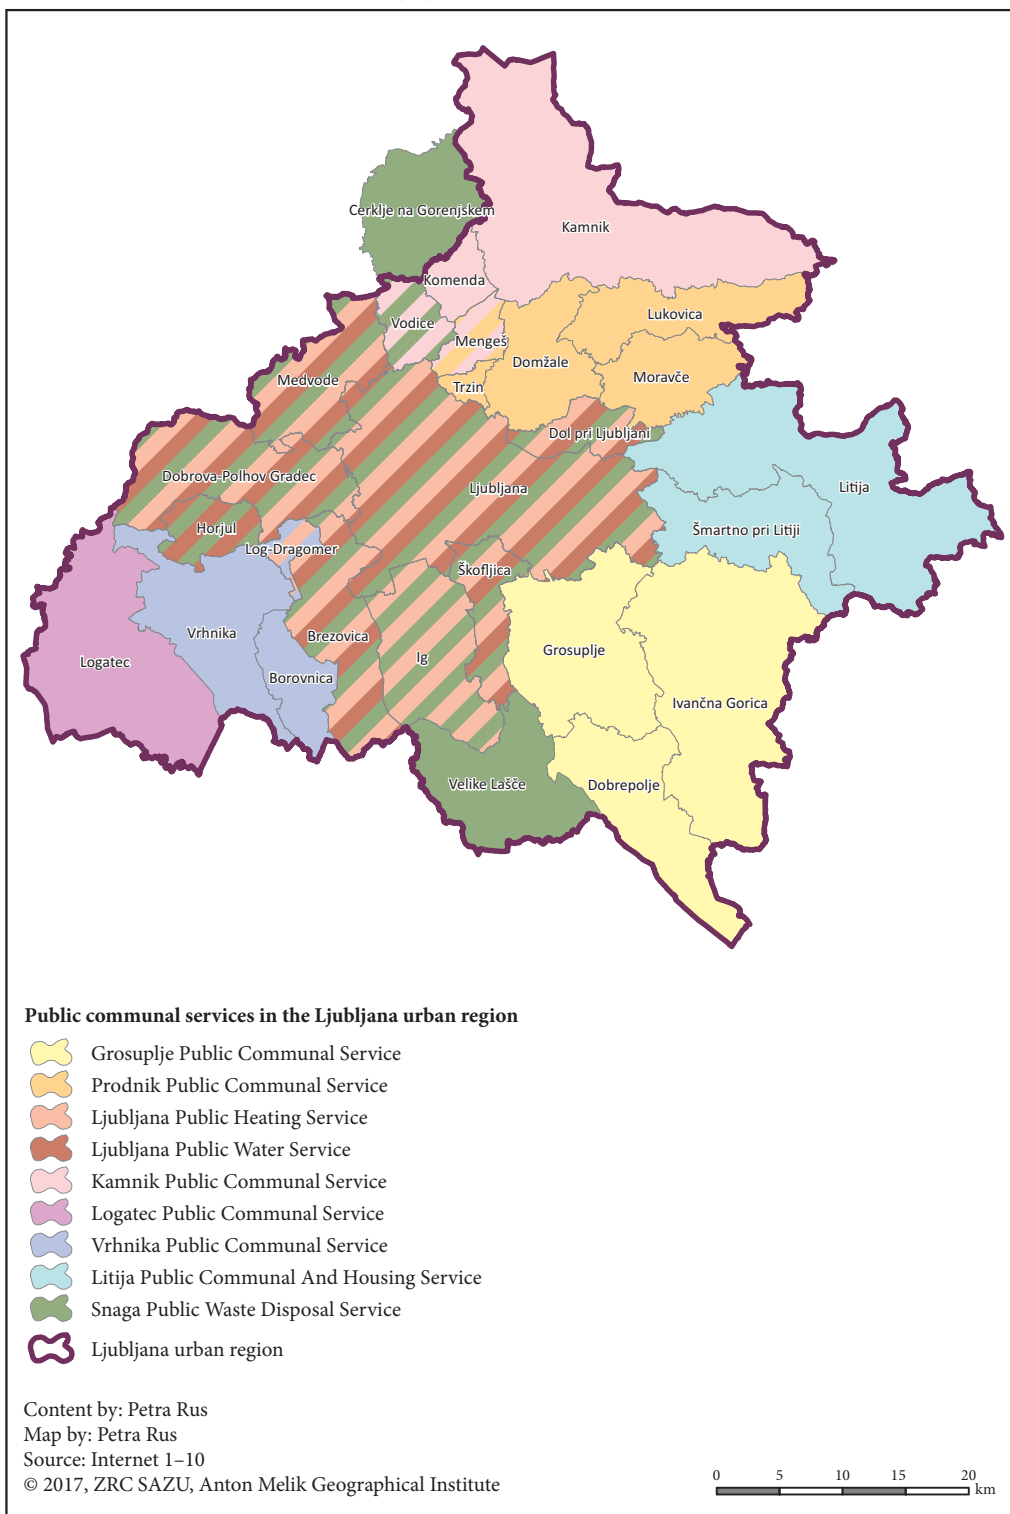 Cerklje na Gorenjskem
Kamnik
Komenda
Lukovica
Vodice
Mengeš
Domžale
Medvode
Trzin
Moravče
Dol pri Ljubljani
Dobrova-Polhov Gradec
Ljubljana
Litija
Horjul
Šmartno pri Litiji
Log-Dragomer
Škofljica
Vrhnika
Brezovica
Grosuplje
Logatec
Ig
Borovnica
Ivančna Gorica
Velike Lašče
Dobrepolje
Public communal services in the Ljubljana urban region
Grosuplje Public Communal Service
Prodnik Public Communal Service
Ljubljana Public Heating Service
Ljubljana Public Water Service
Kamnik Public Communal Service
Logatec Public Communal Service
Vrhnika Public Communal Service
Litija Public Communal And Housing Service
Snaga Public Waste Disposal Service
Ljubljana urban region
Content by: Petra Rus
Map by: Petra Rus
Source: Internet 1–10
© 2017, ZRC SAZU, Anton Melik Geographical Institute
0 5 10 15 20
km